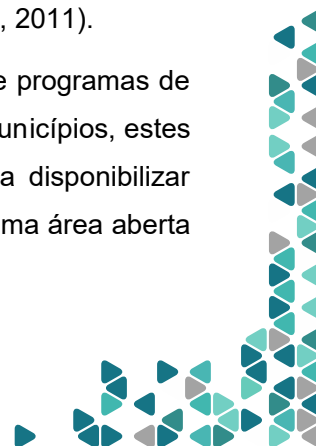 , 2011).
e programas de
unicípios, estes
a disponibilizar
ma área aberta